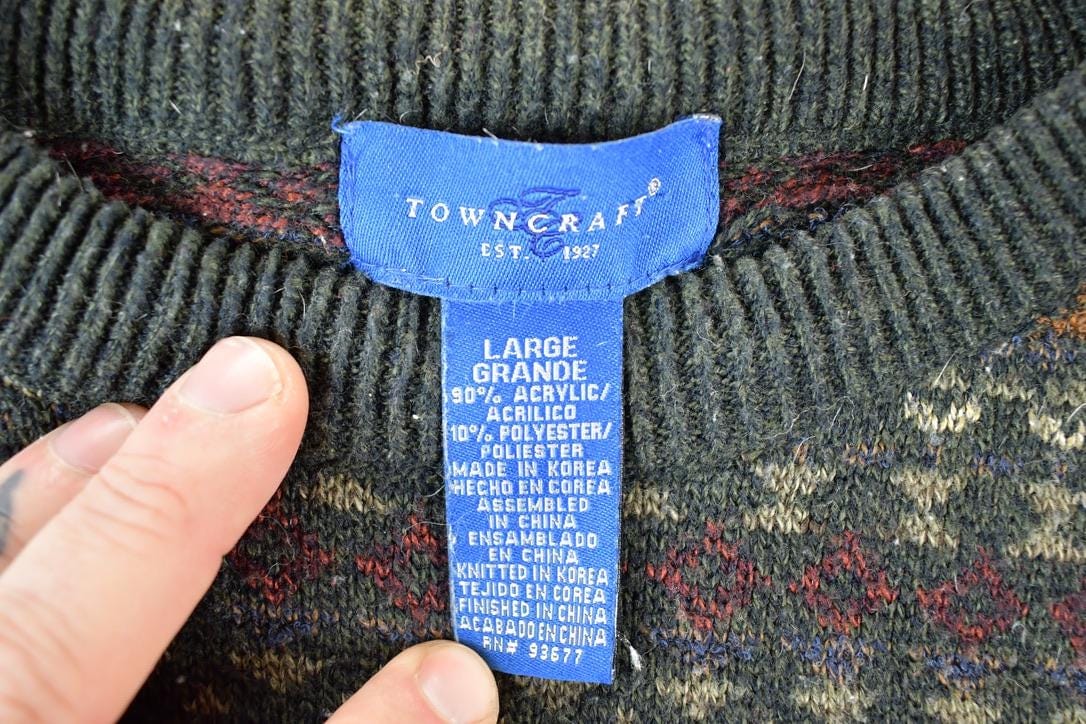 TOWNCRAFT®
EST. 1927
LARGE
GRANDE
90% ACRYLIC/
ACRILICO
10% POLYESTER/
POLIESTER
MADE IN KOREA
HECHO EN COREA
ASSEMBLED
IN CHINA
ENSAMBLADO
EN CHINA
KNITTED IN KOREA
TEJIDO EN COREA
FINISHED IN CHINA
ACABADO EN CHINA
RN# 93677